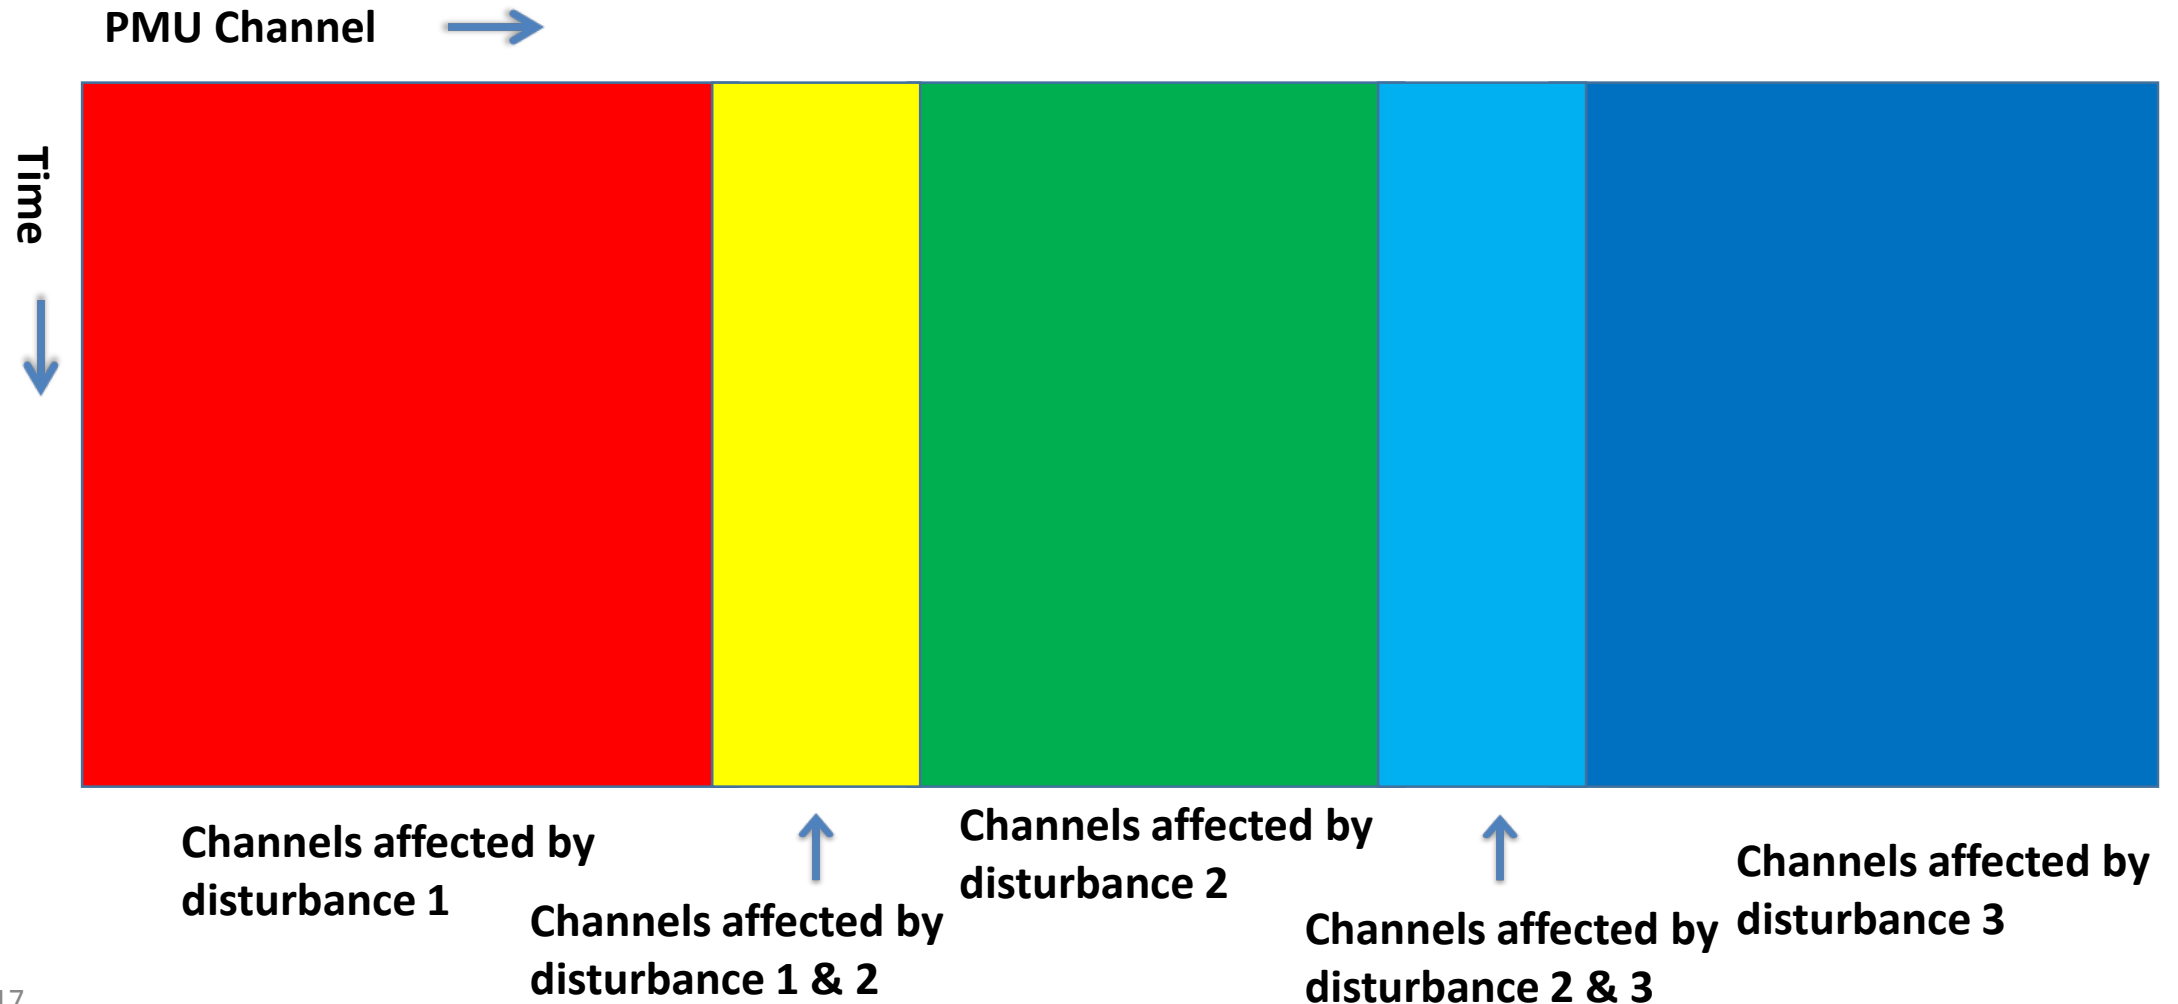 PMU Channel
Time
Channels affected by
disturbance 1
Channels affected by
disturbance 1 & 2
Channels affected by
disturbance 2
Channels affected by
disturbance 2 & 3
Channels affected by
disturbance 3
17